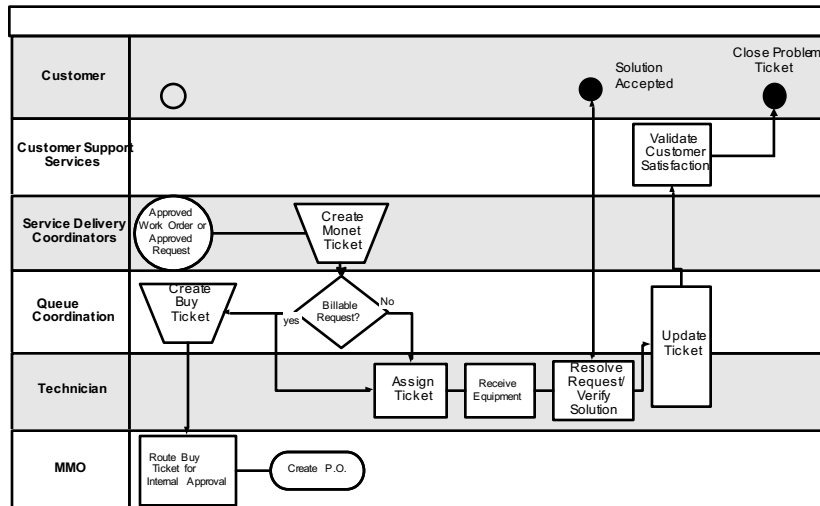 Customer
Solution
Accepted
Close Problem
Ticket
Customer Support
Services
Validate
Customer
Satisfaction
Service Delivery
Coordinators
Approved
Work Order or
Approved
Request
Create
Monet
Ticket
Queue
Coordination
Create
Buy
Ticket
yes
Billable
Request?
No
Update
Ticket
Technician
Assign
Ticket
Receive
Equipment
Resolve
Request/
Verify
Solution
MMO
Route Buy
Ticket for
Internal Approval
Create P.O.